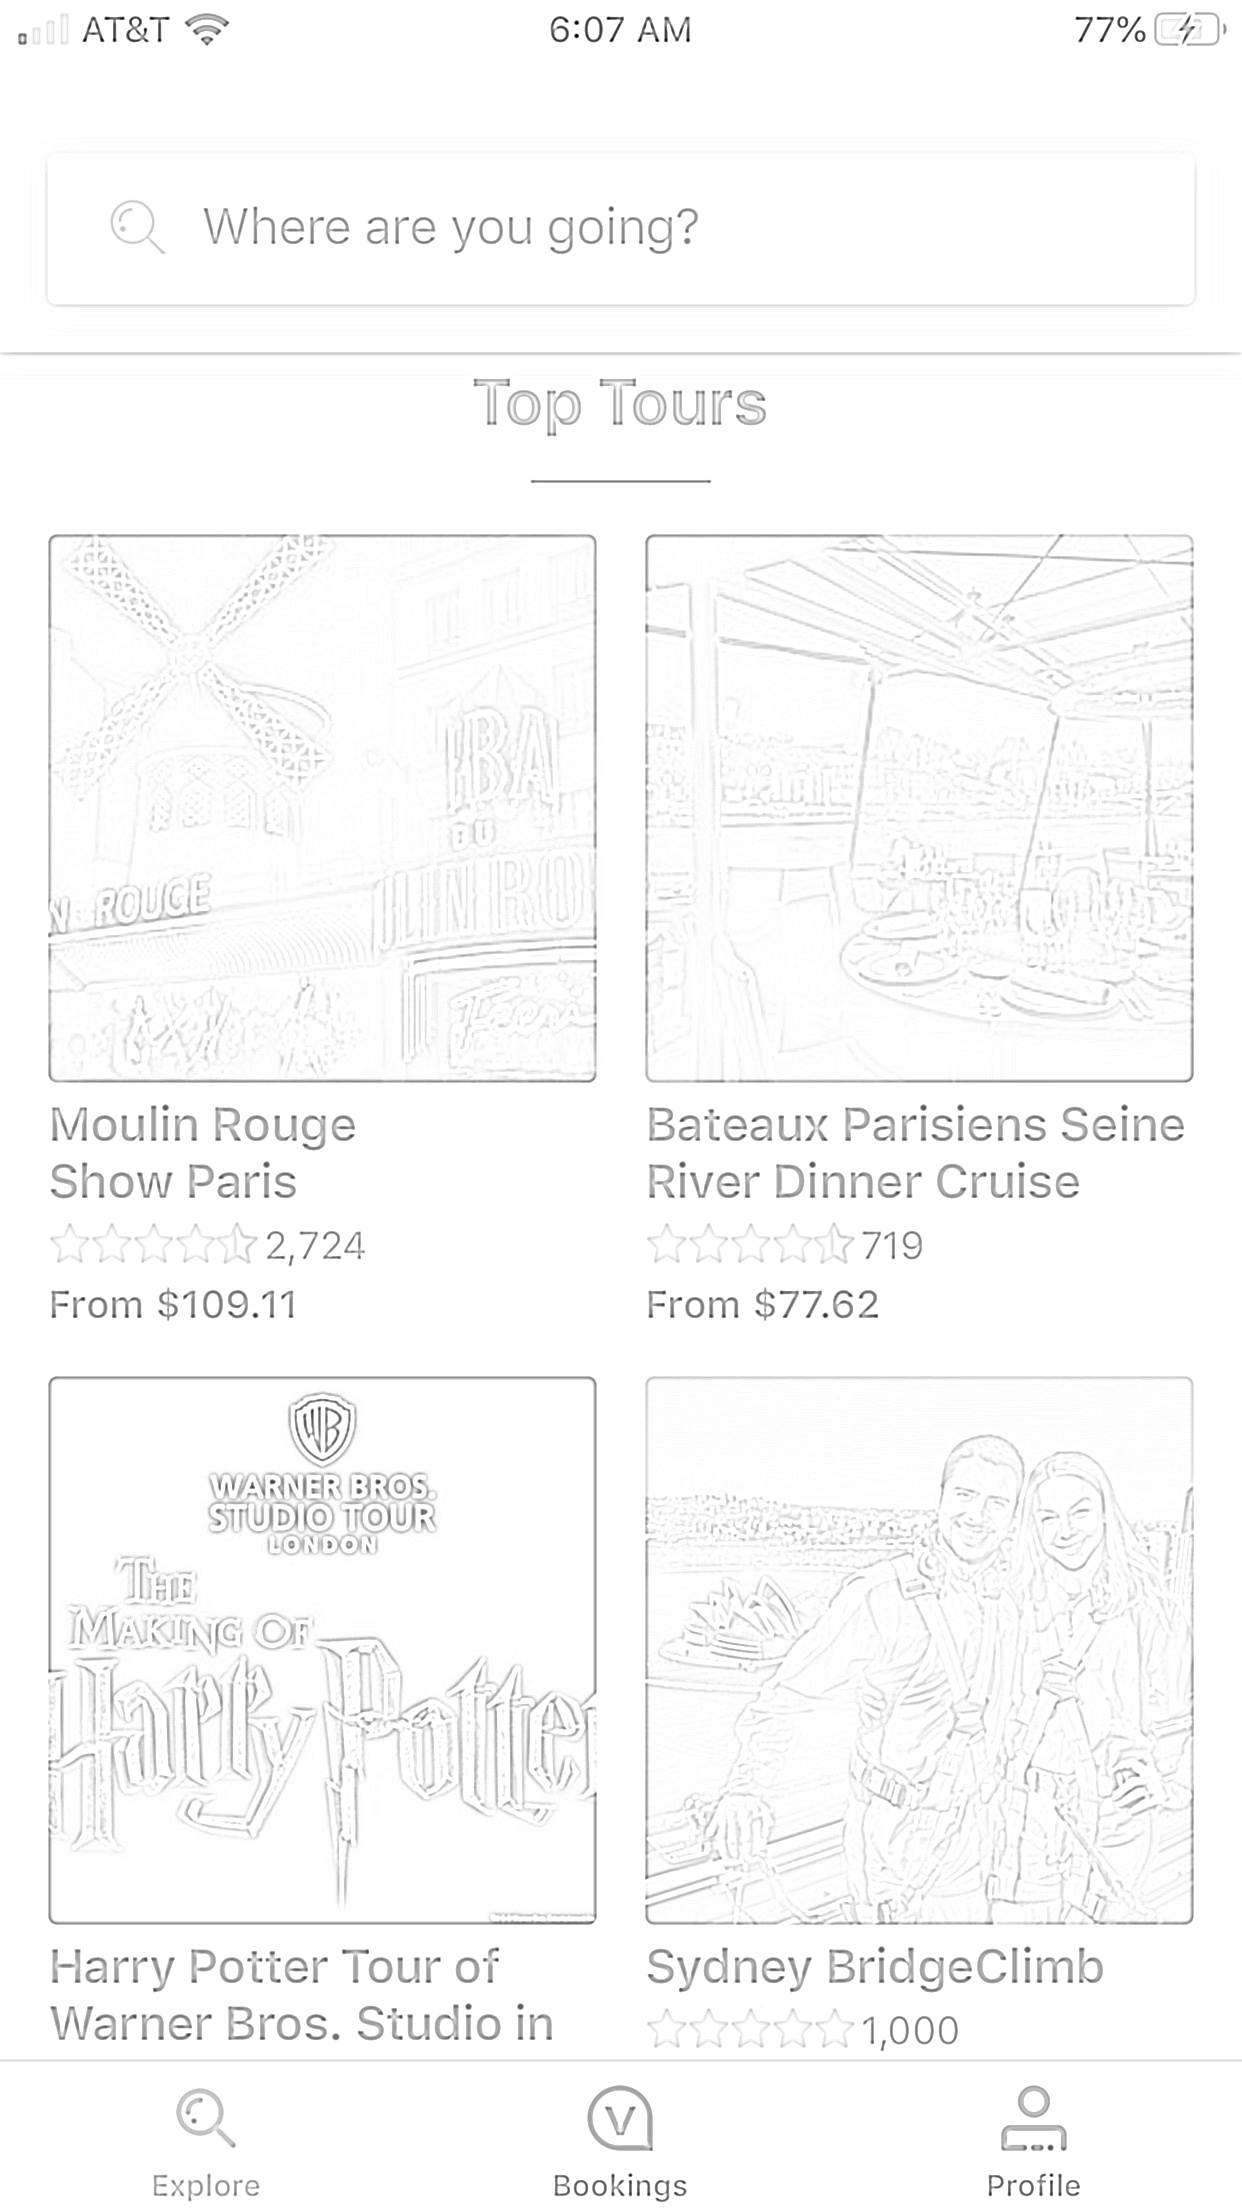 AT&T 6:07 AM 77%
Where are you going?
Top Tours
BA
DU
N ROUGE
LIN RO
Moulin Rouge
Show Paris
2,724
From $109.11
Bateaux Parisiens Seine
River Dinner Cruise
719
From $77.62
WB
WARNER BROS.
STUDIO TOUR
LONDON
THE
MAKING OF
Harry Potter
Harry Potter Tour of
Warner Bros. Studio in
Sydney BridgeClimb
1,000
Explore Bookings Profile